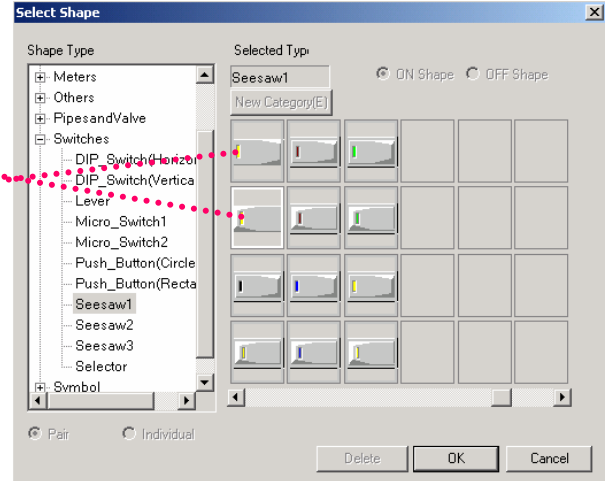 Select Shape
Shape Type
Selected Typ
Meters
Others
PipesandValve
Switches
DIP_Switch(Horizor
DIP_Switch(Vertica
Lever
Micro_Switch1
Micro_Switch2
Push_Button(Circle
Push_Button(Recta
Seesaw1
Seesaw2
Seesaw3
Selector
Symbol
Seesaw1
ON Shape
OFF Shape
New Category(E)
Pair
Individual
Delete
OK
Cancel